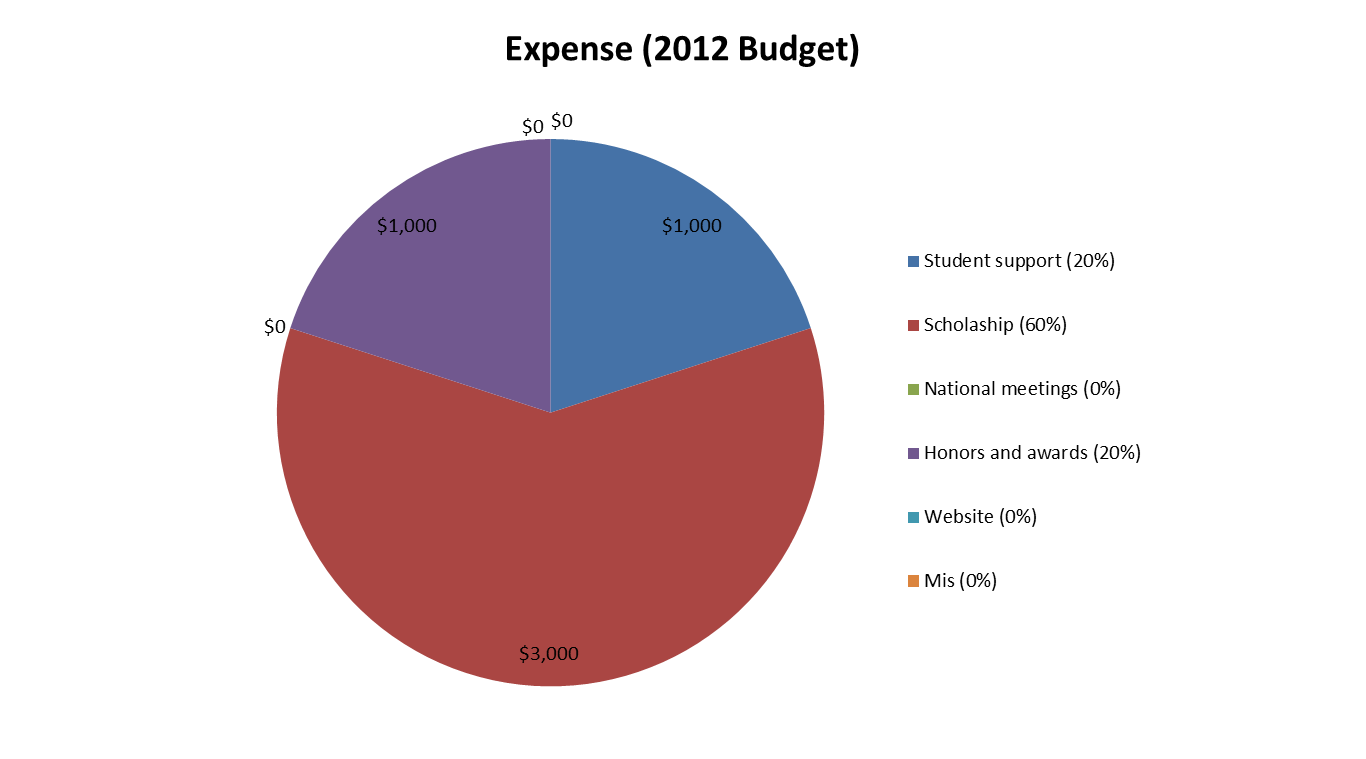 Expense (2012 Budget)
$0 $0
$1,000 $1,000
$0
$3,000
Student support (20%)
Scholaship (60%)
National meetings (0%)
Honors and awards (20%)
Website (0%)
Mis (0%)